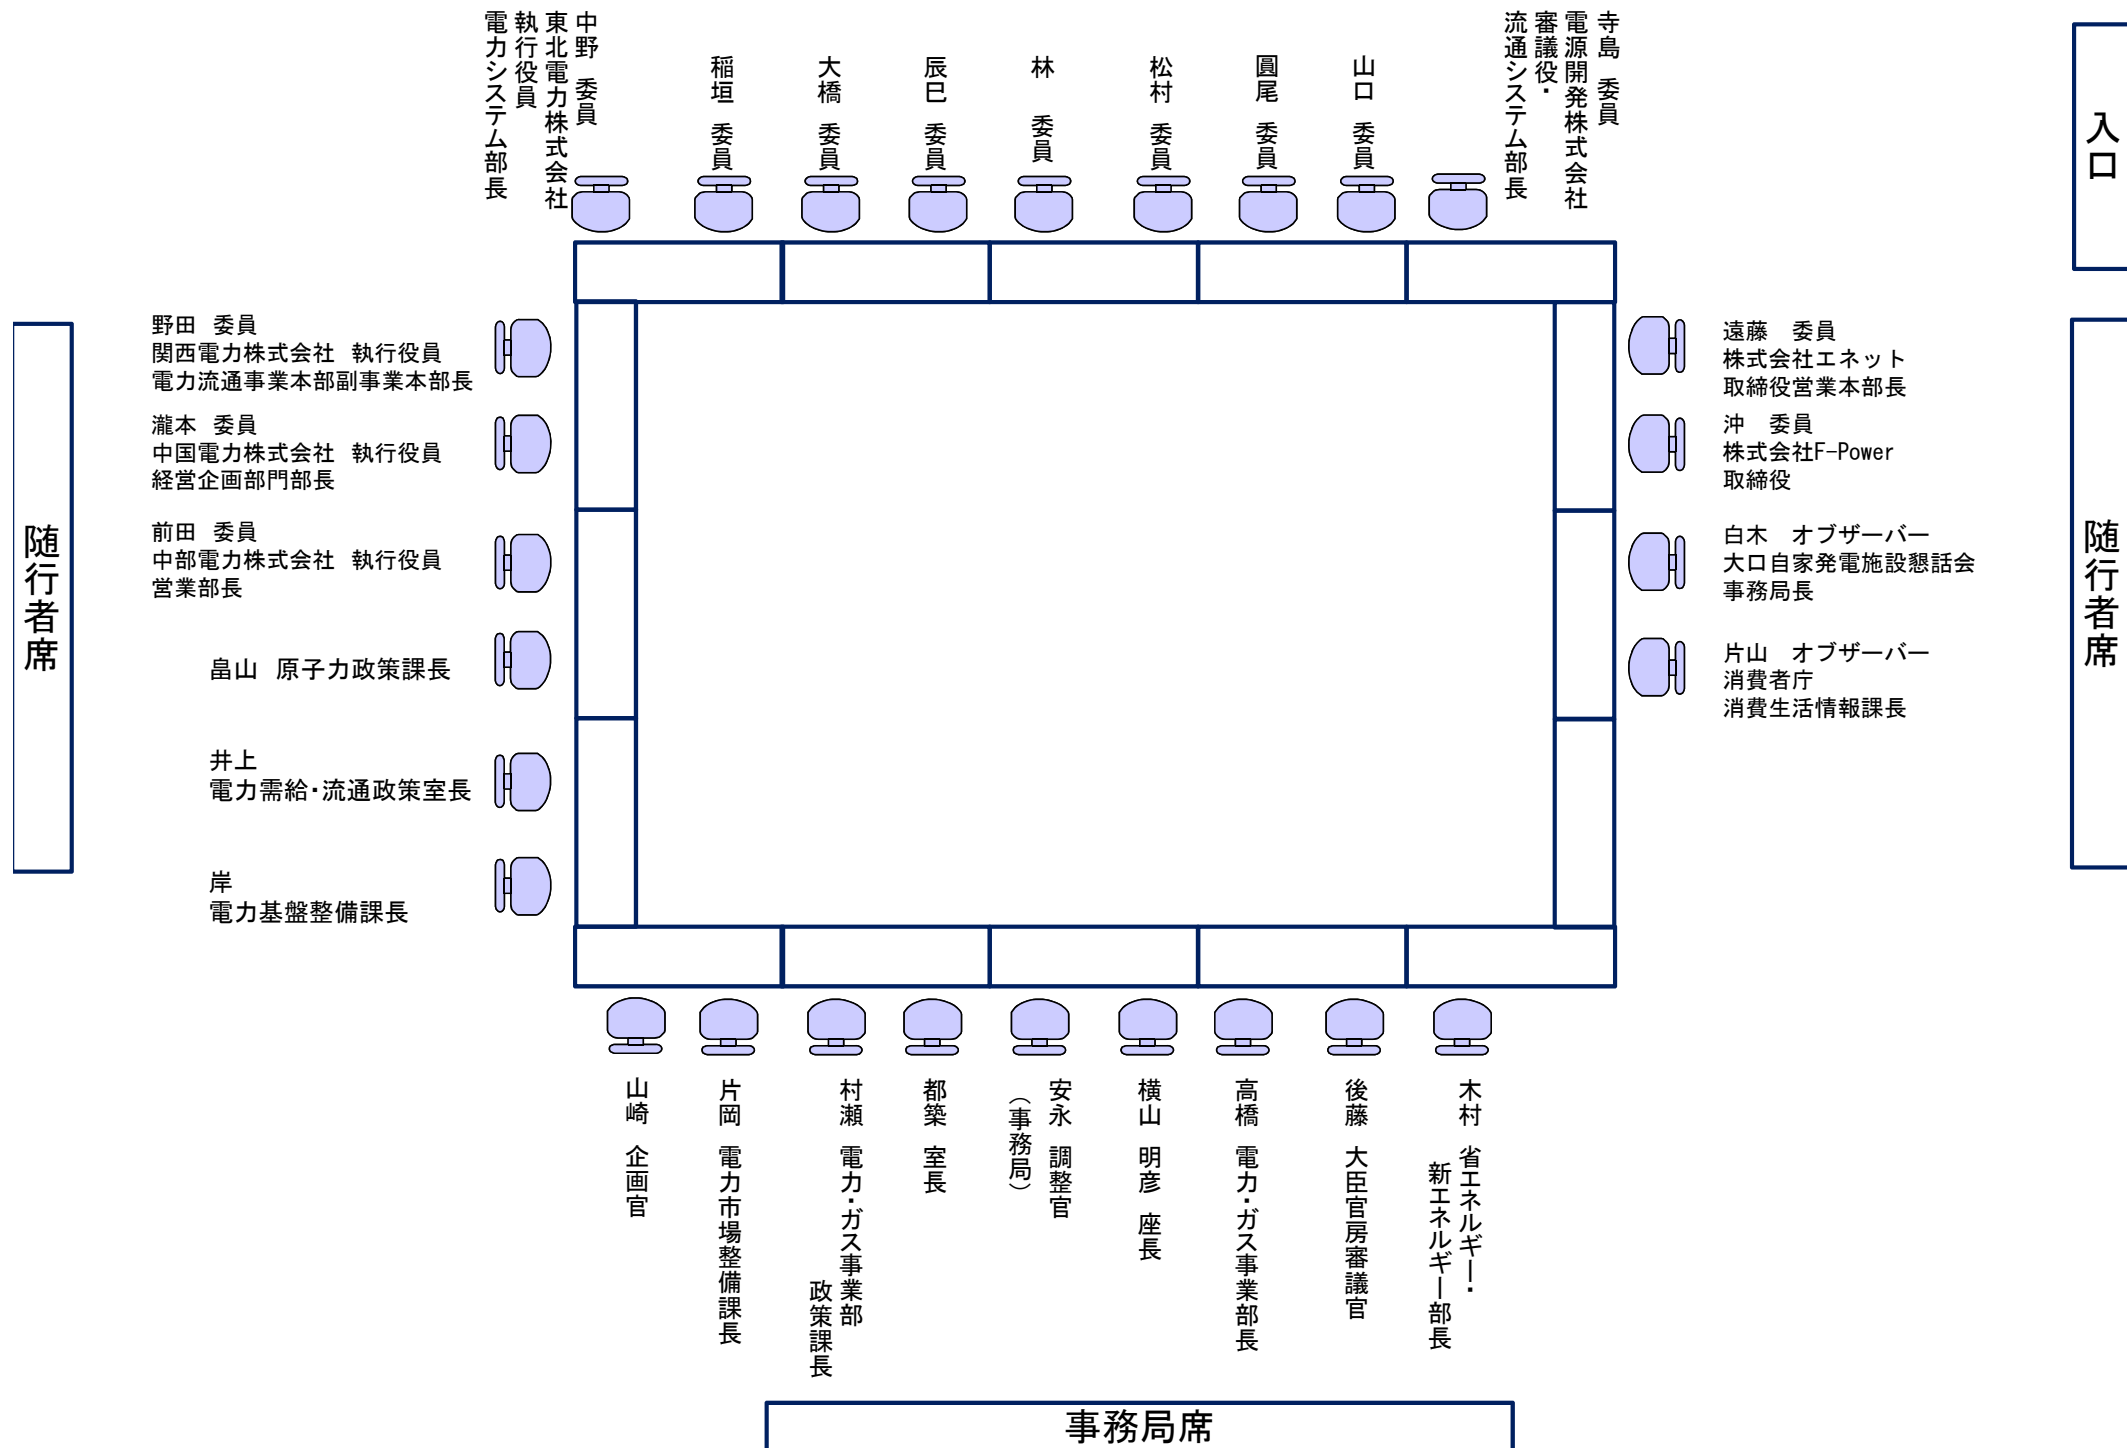 中野　委員
東北電力株式会社
執行役員
電力システム部長
稲垣　委員
大橋　委員
辰巳　委員
林　委員
松村　委員
圓尾　委員
山口　委員
寺島　委員
電源開発株式会社
審議役・
流通システム部長
入口
随行者席
野田　委員
関西電力株式会社　執行役員
電力流通事業本部副事業本部長
瀧本　委員
中国電力株式会社　執行役員
経営企画部門部長
前田　委員
中部電力株式会社　執行役員
営業部長
畠山　原子力政策課長
井上
電力需給・流通政策室長
岸
電力基盤整備課長
遠藤　委員
株式会社エネット
取締役営業本部長
沖　委員
株式会社F-Power
取締役
白木　オブザーバー
大口自家発電施設懇話会
事務局長
片山　オブザーバー
消費者庁
消費生活情報課長
随行者席
山崎　企画官
片岡　電力市場整備課長
村瀬　電力・ガス事業部
政策課長
都築　室長
安永　調整官
（事務局）
横山　明彦　座長
高橋　電力・ガス事業部長
後藤　大臣官房審議官
木村　省エネルギー・
新エネルギー部長
事務局席